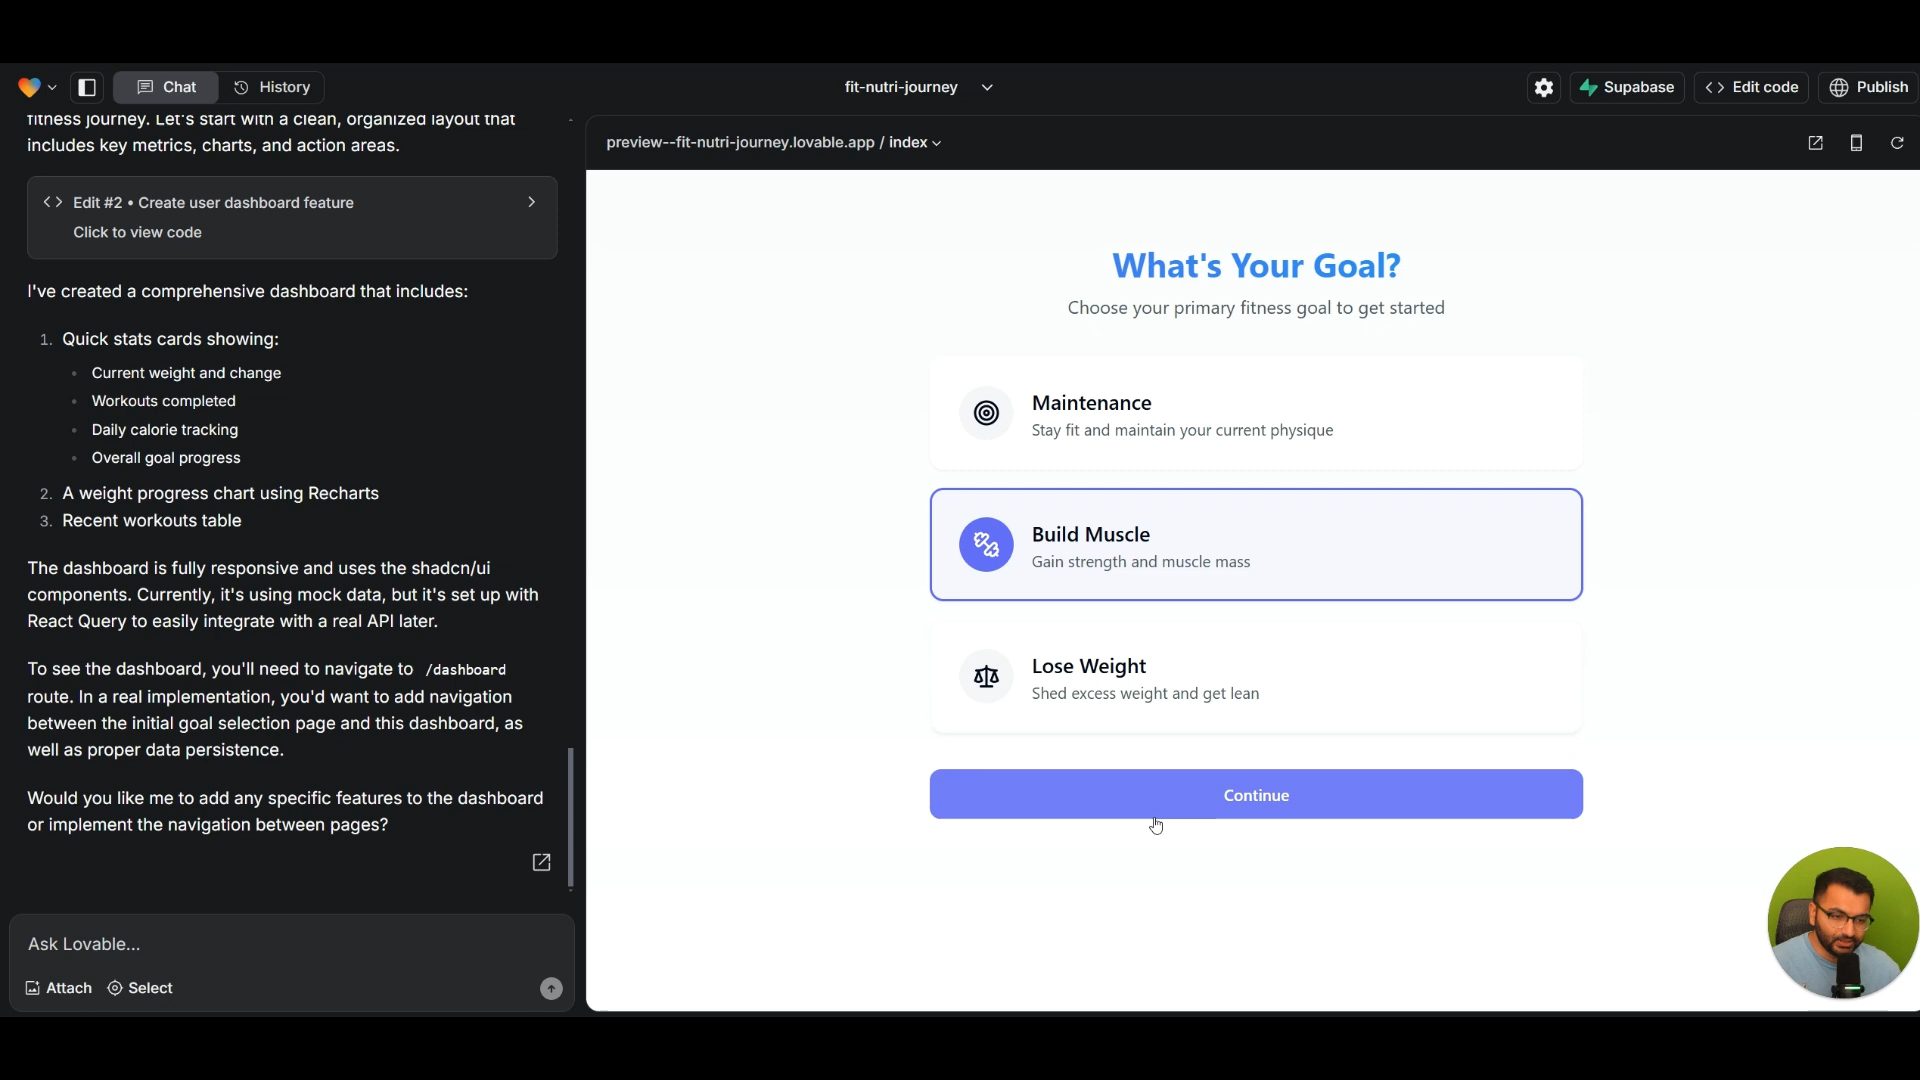 Chat
History
fit-nutri-journey
Supabase
Edit code
Publish
fitness journey. Let's start with a clean, organized layout that
includes key metrics, charts, and action areas.
Edit #2 • Create user dashboard feature
Click to view code
I've created a comprehensive dashboard that includes:
1. Quick stats cards showing:
• Current weight and change
• Workouts completed
• Daily calorie tracking
• Overall goal progress
2. A weight progress chart using Recharts
3. Recent workouts table
The dashboard is fully responsive and uses the shadcn/ui
components. Currently, it's using mock data, but it's set up with
React Query to easily integrate with a real API later.
To see the dashboard, you'll need to navigate to /dashboard
route. In a real implementation, you'd want to add navigation
between the initial goal selection page and this dashboard, as
well as proper data persistence.
Would you like me to add any specific features to the dashboard
or implement the navigation between pages?
Ask Lovable...
Attach
Select
preview--fit-nutri-journey.lovable.app / index
What's Your Goal?
Choose your primary fitness goal to get started
Maintenance
Stay fit and maintain your current physique
Build Muscle
Gain strength and muscle mass
Lose Weight
Shed excess weight and get lean
Continue